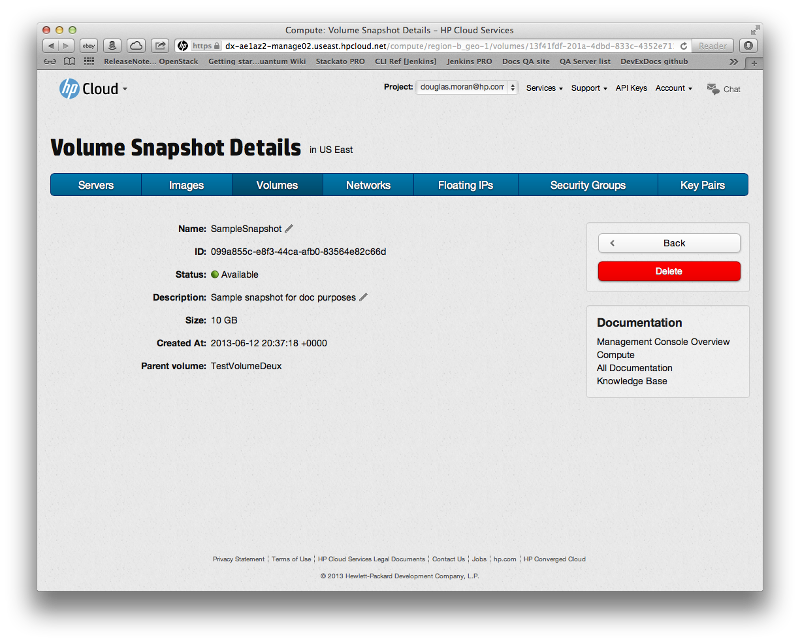 Compute: Volume Snapshot Details – HP Cloud Services
ebay
https dx-ae1az2-manage02.useast.hpcloud.net/compute/region-b_geo-1/volumes/13f41fdf-201a-4dbd-833c-4352e71
Reader
ReleaseNote... OpenStack Getting star...uantum Wiki Stackato PRO CLI Ref [Jenkins] Jenkins PRO Docs QA site QA Server list DevExDocs github
hp Cloud
Project: douglas.moran@hp.com Services Support API Keys Account Chat
Volume Snapshot Details in US East
Servers Images Volumes Networks Floating IPs Security Groups Key Pairs
Name: SampleSnapshot
ID: 099a855c-e8f3-44ca-afb0-83564e82c66d
Status: Available
Description: Sample snapshot for doc purposes
Size: 10 GB
Created At: 2013-06-12 20:37:18 +0000
Parent volume: TestVolumeDeux
Back
Delete
Documentation
Management Console Overview
Compute
All Documentation
Knowledge Base
Privacy Statement | Terms of Use | HP Cloud Services Legal Documents | Contact Us | Jobs | hp.com | HP Converged Cloud
© 2013 Hewlett-Packard Development Company, L.P.